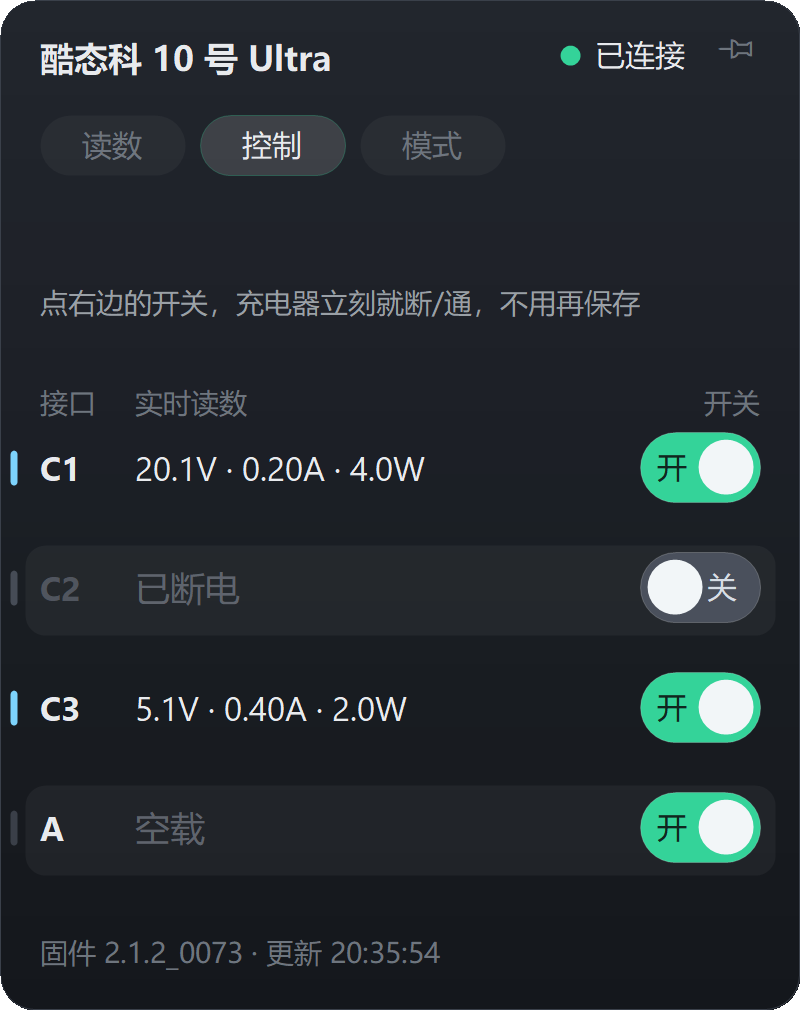 酷态科 10 号 Ultra 已连接
读数 控制 模式
点右边的开关，充电器立刻就断/通，不用再保存
接口 实时读数 开关
C1 20.1V · 0.20A · 4.0W 开
C2 已断电 关
C3 5.1V · 0.40A · 2.0W 开
A 空载 开
固件 2.1.2_0073 · 更新 20:35:54